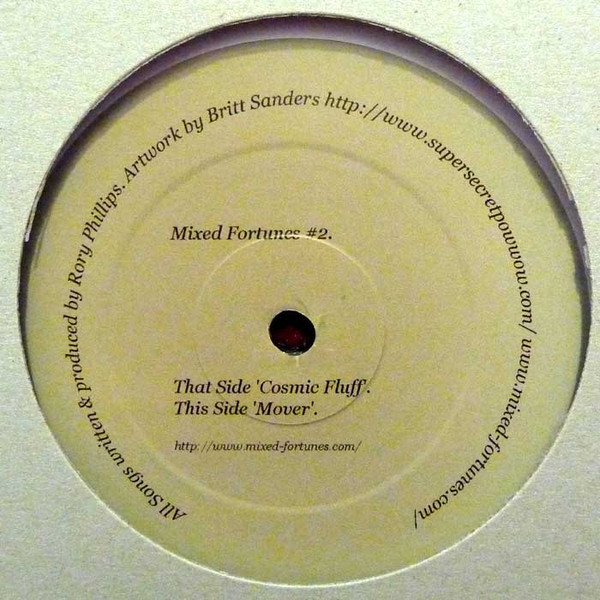 All Songs written & produced by Rory Phillips. Artwork by Britt Sanders http://www.supersecretpowwow.com/ www.mixed-fortunes.com/
Mixed Fortunes #2.
That Side 'Cosmic Fluff'.
This Side 'Mover'.
http://www.mixed-fortunes.com/